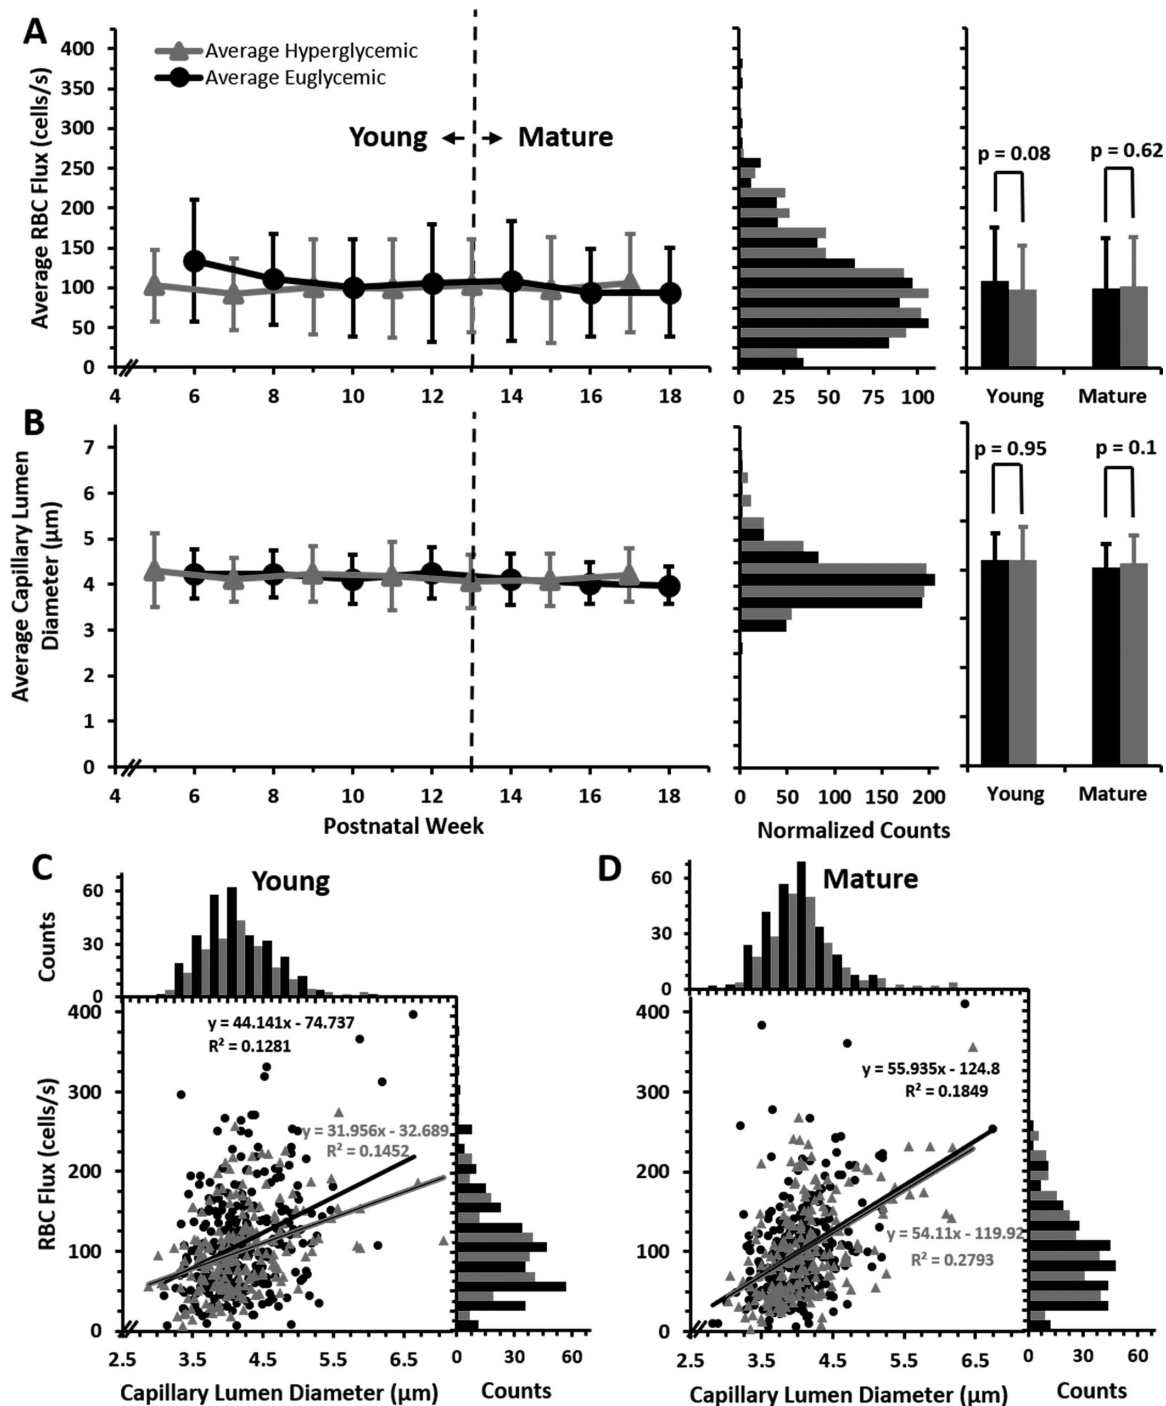 A
Average Hyperglycemic
Average Euglycemic
Young
Mature
Average RBC Flux (cells/s)
400
350
300
250
200
150
100
50
0
4 6 8 10 12 14 16 18
0 25 50 75 100
p = 0.08
p = 0.62
Young Mature
B
Average Capillary Lumen
Diameter (μm)
7
6
5
4
3
2
1
0
4 6 8 10 12 14 16 18
Postnatal Week
0 50 100 150 200
Normalized Counts
p = 0.95
p = 0.1
Young Mature
C
Young
Counts
60
30
0
RBC Flux (cells/s)
400
300
200
100
0
y = 44.141x - 74.737
R² = 0.1281
y = 31.956x - 32.689
R² = 0.1452
2.5 3.5 4.5 5.5 6.5
Capillary Lumen Diameter (μm)
0 30 60
Counts
D
Mature
60
30
0
400
300
200
100
0
y = 55.935x - 124.8
R² = 0.1849
y = 54.11x - 119.92
R² = 0.2793
2.5 3.5 4.5 5.5 6.5
Capillary Lumen Diameter (μm)
0 30 60
Counts